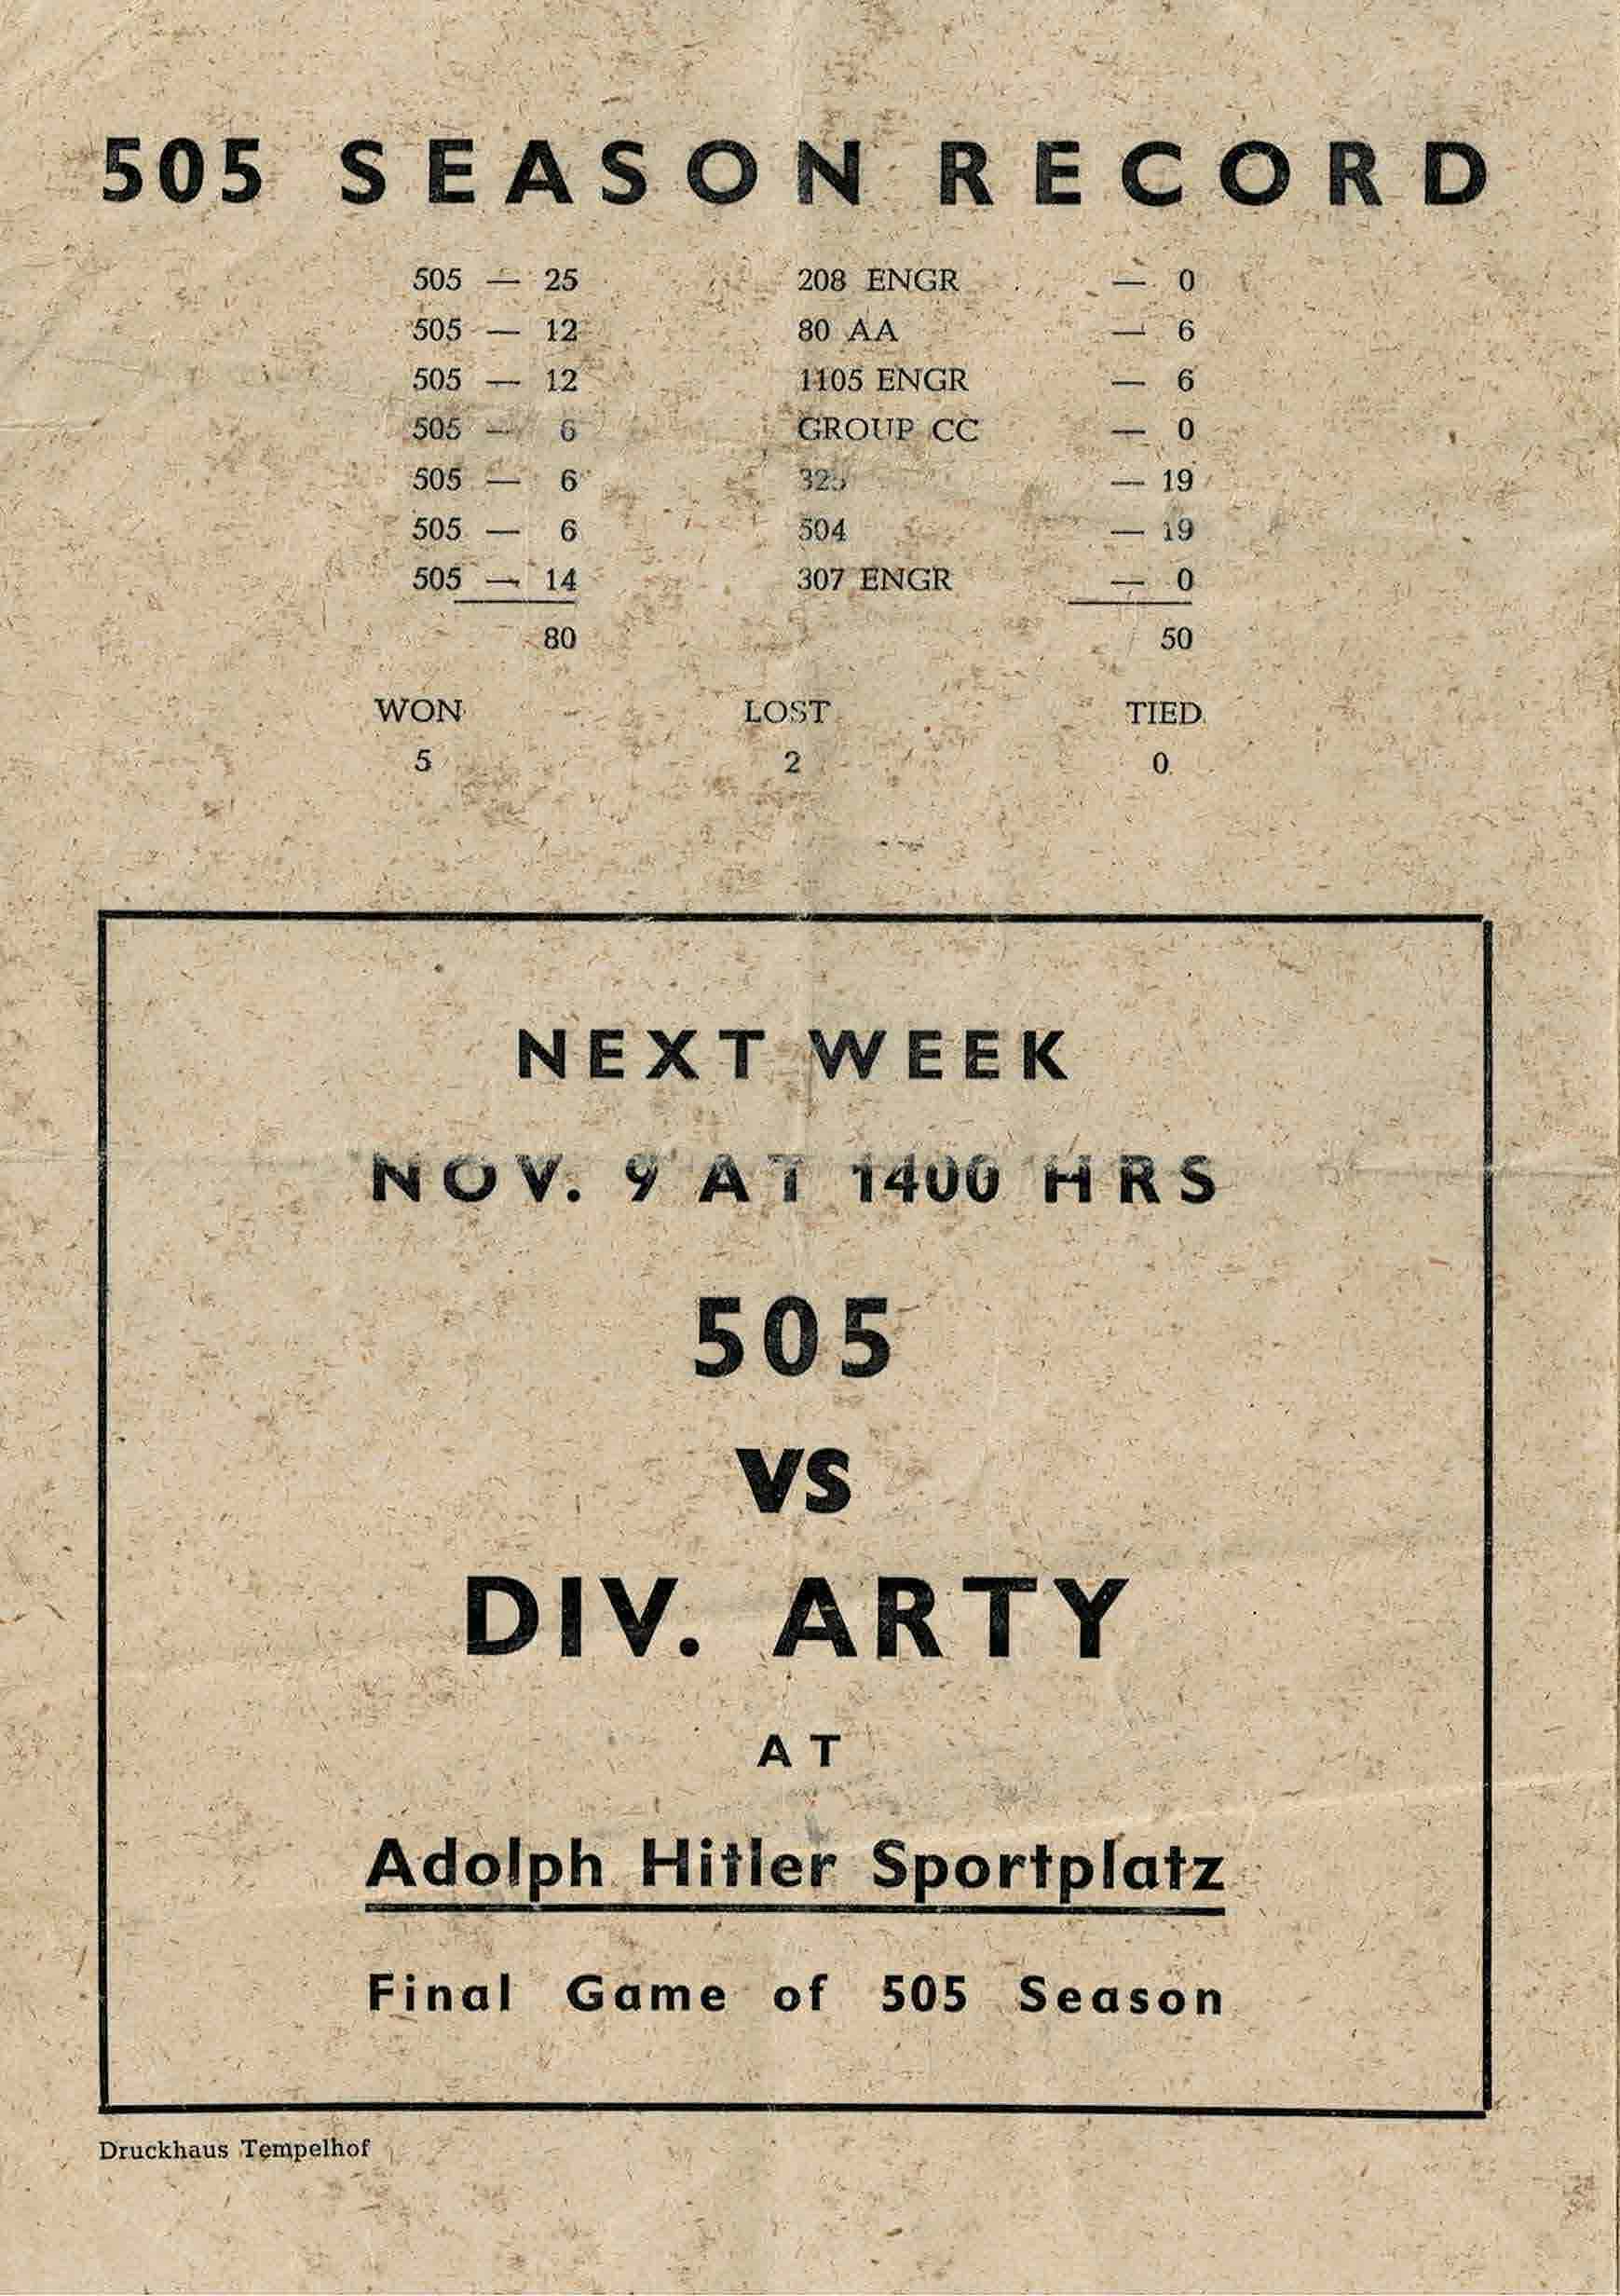 505 SEASON RECORD
505 — 25 208 ENGR — 0
505 — 12 80 AA — 6
505 — 12 1105 ENGR — 6
505 — 6 GROUP CC — 0
505 — 6 325 — 19
505 — 6 504 — 19
505 — 14 307 ENGR — 0
80 50
WON LOST TIED
5 2 0
NEXT WEEK
NOV. 9 AT 1400 HRS
505
VS
DIV. ARTY
AT
Adolph Hitler Sportplatz
Final Game of 505 Season
Druckhaus Tempelhof